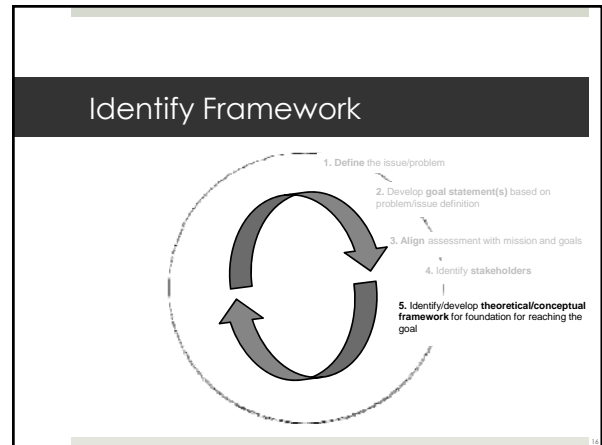 Identify Framework
1. Define the issue/problem
2. Develop goal statement(s) based on
problem/issue definition
3. Align assessment with mission and goals
4. Identify stakeholders
5. Identify/develop theoretical/conceptual
framework for foundation for reaching the
goal
16